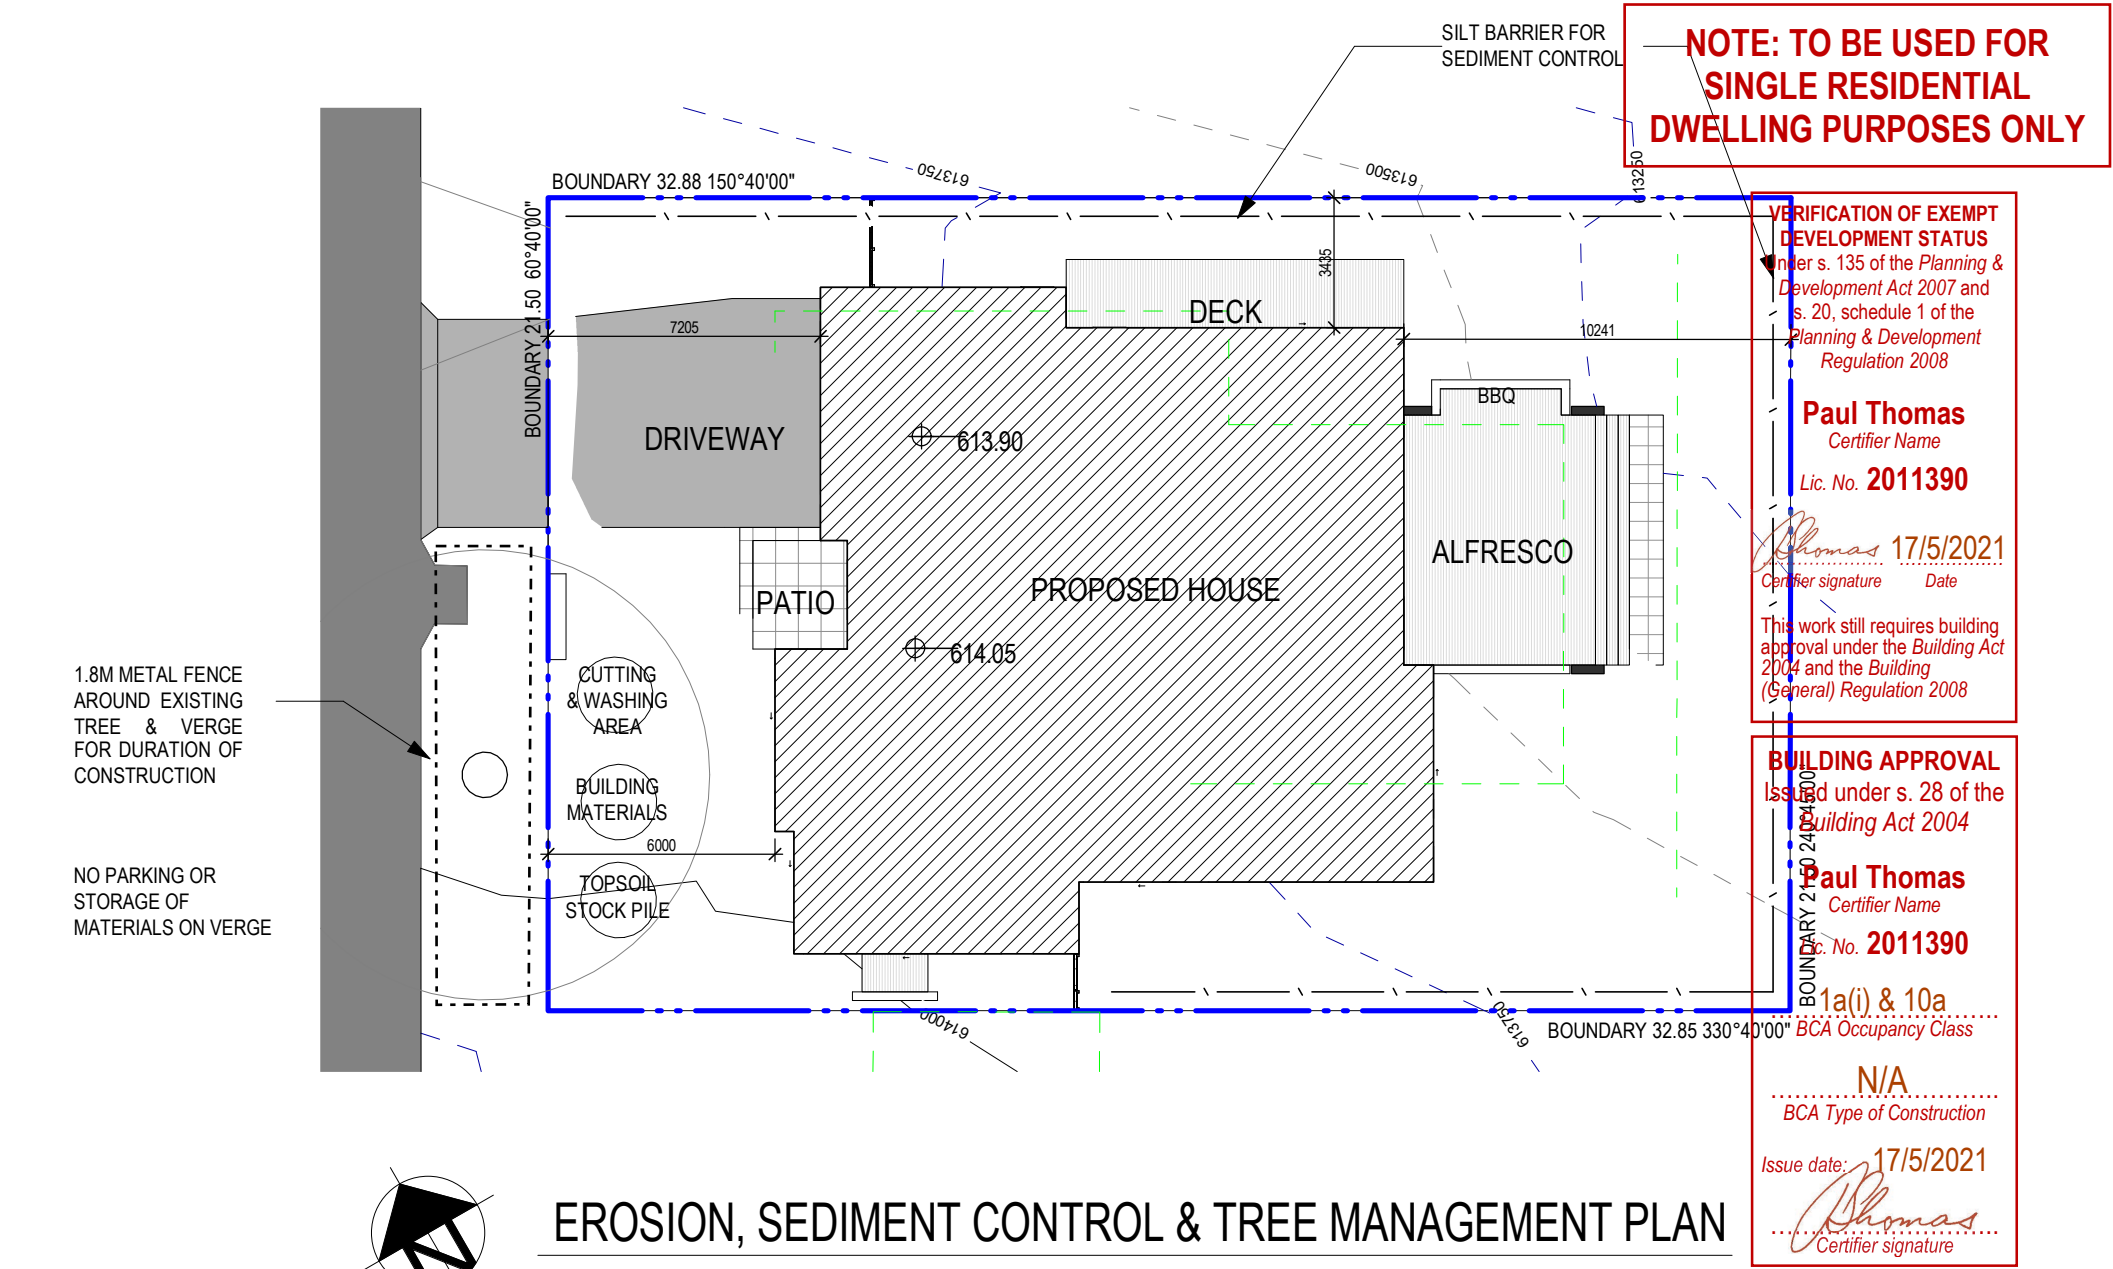 SILT BARRIER FOR
SEDIMENT CONTROL
NOTE: TO BE USED FOR
SINGLE RESIDENTIAL
DWELLING PURPOSES ONLY
613750
613500
613250
BOUNDARY 32.88 150°40'00"
BOUNDARY 21.50 60°40'00"
3435
DECK
7205
10241
BBQ
DRIVEWAY
613.90
ALFRESCO
PROPOSED HOUSE
PATIO
614.05
CUTTING
& WASHING
AREA
BUILDING
MATERIALS
6000
TOPSOIL
STOCK PILE
1.8M METAL FENCE
AROUND EXISTING
TREE & VERGE
FOR DURATION OF
CONSTRUCTION
NO PARKING OR
STORAGE OF
MATERIALS ON VERGE
614000
613750
BOUNDARY 32.85 330°40'00"
BOUNDARY 21.50 240°45'00"
VERIFICATION OF EXEMPT
DEVELOPMENT STATUS
Under s. 135 of the Planning &
Development Act 2007 and
s. 20, schedule 1 of the
Planning & Development
Regulation 2008
Paul Thomas
Certifier Name
Lic. No. 2011390
Thomas 17/5/2021
Certifier signature Date
This work still requires building
approval under the Building Act
2004 and the Building
(General) Regulation 2008
BUILDING APPROVAL
Issued under s. 28 of the
Building Act 2004
Paul Thomas
Certifier Name
Lic. No. 2011390
1a(i) & 10a
BCA Occupancy Class
N/A
BCA Type of Construction
Issue date: 17/5/2021
Thomas
Certifier signature
EROSION, SEDIMENT CONTROL & TREE MANAGEMENT PLAN